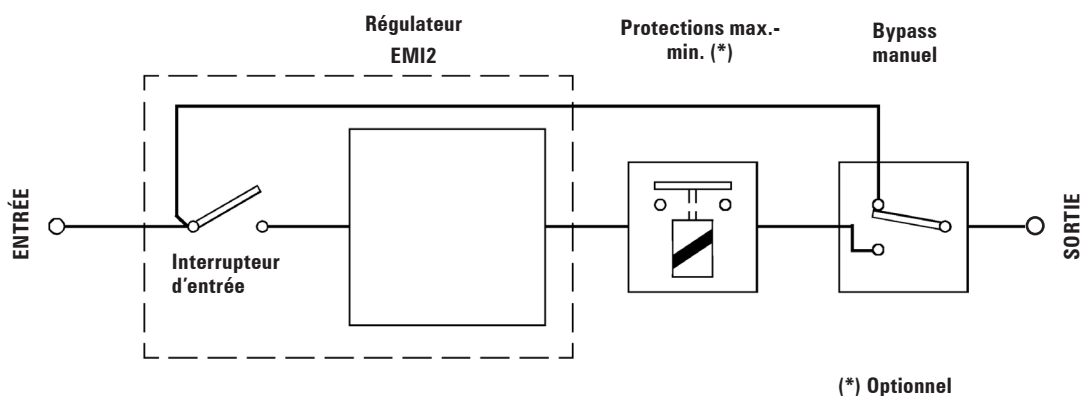 Régulateur
EMI2
Protections max.-
min. (*)
Bypass
manuel
ENTRÉE
Interrupteur
d'entrée
SORTIE
(*) Optionnel